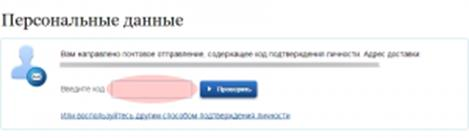 Персональные данные
Вам направлено почтовое отправление, содержащее код подтверждения личности. Адрес доставки
Введите код
Проверить
Или воспользуйтесь другим способом подтверждения личности